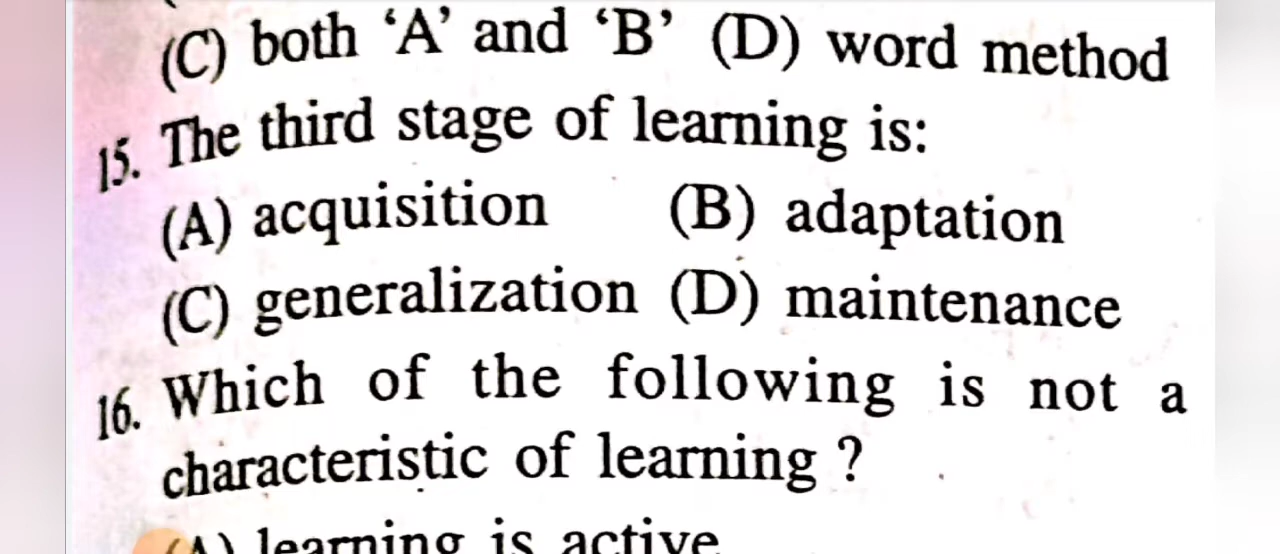 (C) both ‘A’ and ‘B’ (D) word method
15. The third stage of learning is:
(A) acquisition (B) adaptation
(C) generalization (D) maintenance
16. Which of the following is not a
characteristic of learning ?
(A) learning is active